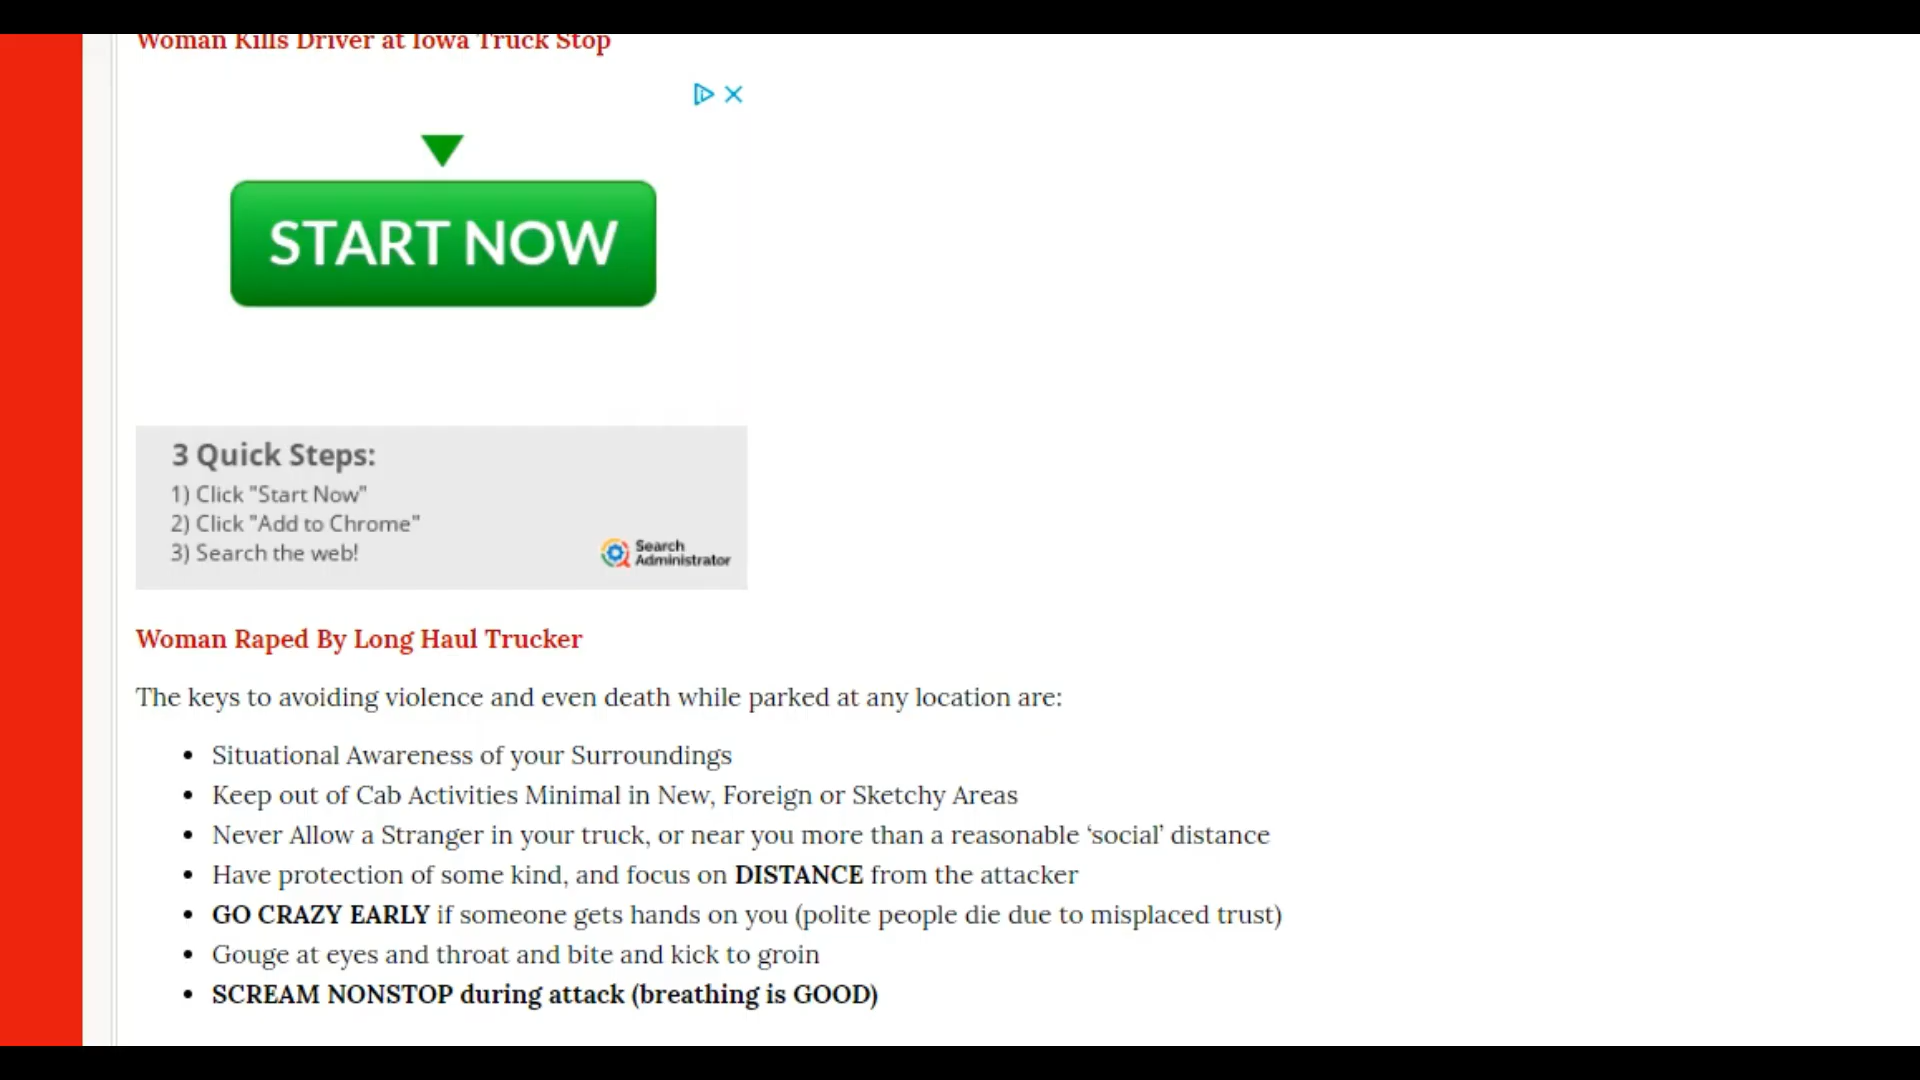 Woman Kills Driver at Iowa Truck Stop
START NOW
3 Quick Steps:
1) Click "Start Now"
2) Click "Add to Chrome"
3) Search the web!
Search
Administrator
Woman Raped By Long Haul Trucker
The keys to avoiding violence and even death while parked at any location are:
• Situational Awareness of your Surroundings
• Keep out of Cab Activities Minimal in New, Foreign or Sketchy Areas
• Never Allow a Stranger in your truck, or near you more than a reasonable ‘social’ distance
• Have protection of some kind, and focus on DISTANCE from the attacker
• GO CRAZY EARLY if someone gets hands on you (polite people die due to misplaced trust)
• Gouge at eyes and throat and bite and kick to groin
• SCREAM NONSTOP during attack (breathing is GOOD)